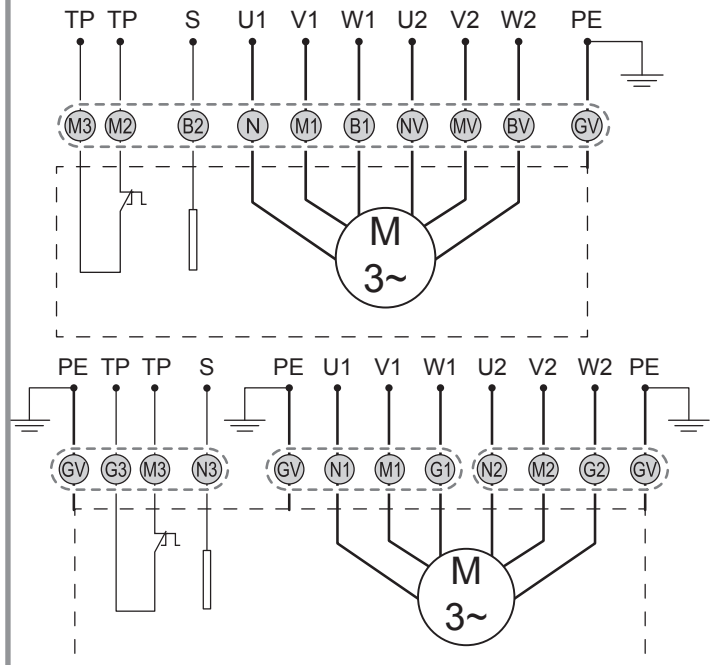 TP TP S U1 V1 W1 U2 V2 W2 PE
M3 M2 B2 N M1 B1 NV MV BV GV
M
3~
PE TP TP S PE U1 V1 W1 U2 V2 W2 PE
GV G3 M3 N3 GV N1 M1 G1 N2 M2 G2 GV
M
3~